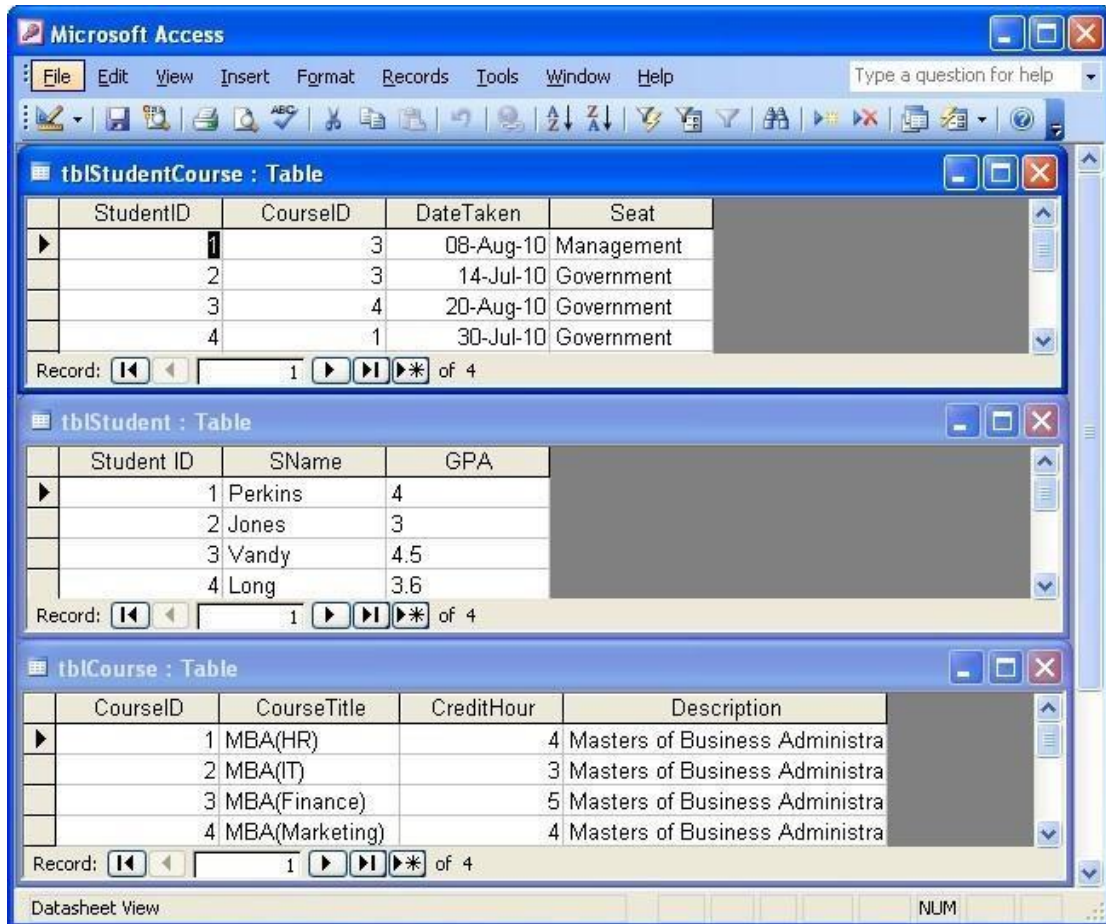 Microsoft Access
File Edit View Insert Format Records Tools Window Help Type a question for help
tblStudentCourse : Table
StudentID CourseID DateTaken Seat
1 3 08-Aug-10 Management
2 3 14-Jul-10 Government
3 4 20-Aug-10 Government
4 1 30-Jul-10 Government
Record: 1 of 4
tblStudent : Table
Student ID SName GPA
1 Perkins 4
2 Jones 3
3 Vandy 4.5
4 Long 3.6
Record: 1 of 4
tblCourse : Table
CourseID CourseTitle CreditHour Description
1 MBA(HR) 4 Masters of Business Administra
2 MBA(IT) 3 Masters of Business Administra
3 MBA(Finance) 5 Masters of Business Administra
4 MBA(Marketing) 4 Masters of Business Administra
Record: 1 of 4
Datasheet View NUM